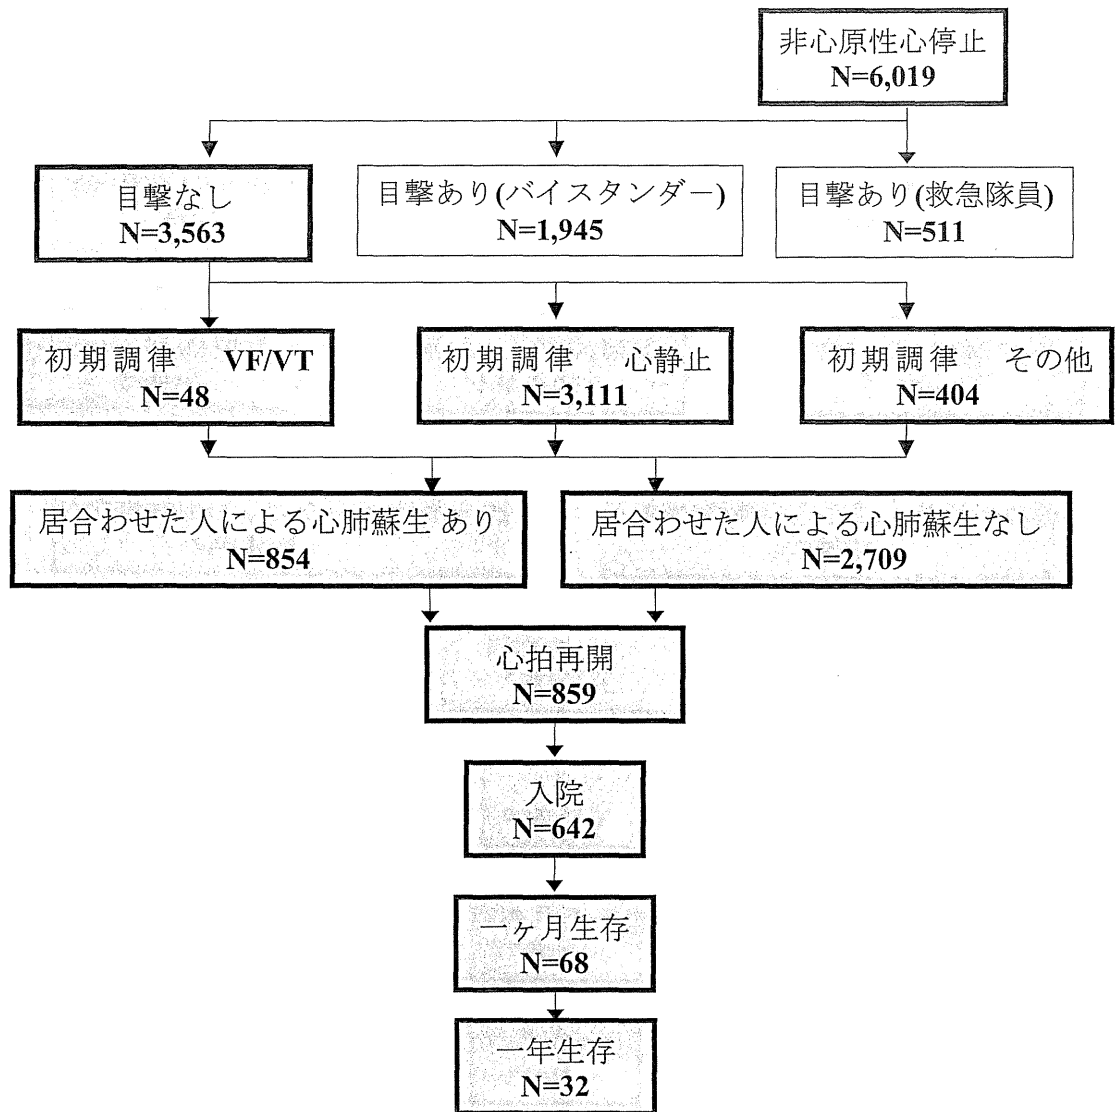 非心原性心停止
N=6,019
目撃なし
N=3,563
目撃あり(バイスタンダー)
N=1,945
目撃あり(救急隊員)
N=511
初期調律 VF/VT
N=48
初期調律 心静止
N=3,111
初期調律 その他
N=404
居合わせた人による心肺蘇生 あり
N=854
居合わせた人による心肺蘇生なし
N=2,709
心拍再開
N=859
入院
N=642
一ヶ月生存
N=68
一年生存
N=32